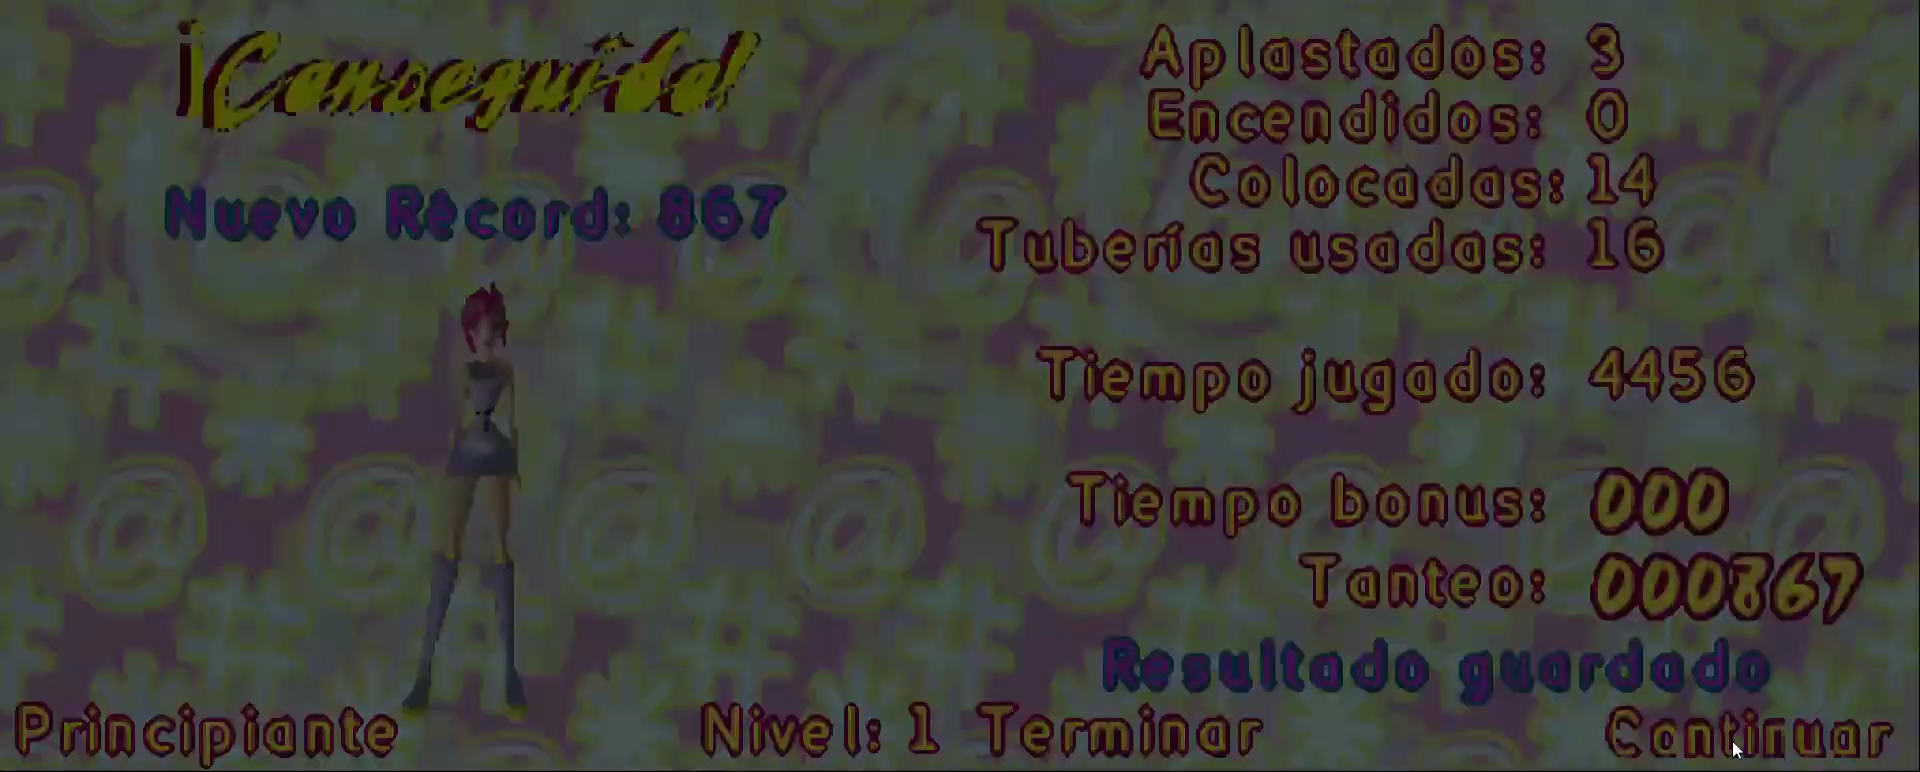 ¡Conseguido!
Nuevo Récord: 867
Aplastados: 3
Encendidos: 0
Colocadas: 14
Tuberías usadas: 16
Tiempo jugado: 4456
Tiempo bonus: 000
Tanteo: 000867
Resultado guardado
Principiante
Nivel: 1
Terminar
Continuar